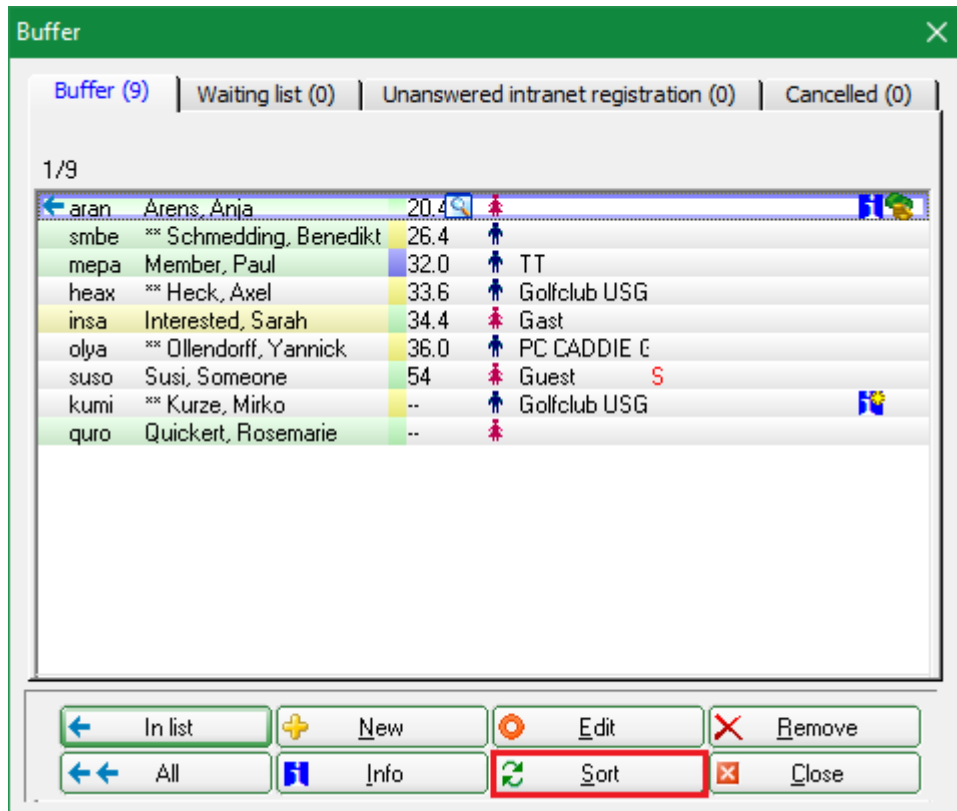 Buffer
Buffer (9) Waiting list (0) Unanswered intranet registration (0) Cancelled (0)
1/9
aran Arens, Anja 20.4
smbe ** Schmedding, Benedikt 26.4
mepa Member, Paul 32.0 TT
heax ** Heck, Axel 33.6 Golfclub USG
insa Interested, Sarah 34.4 Gast
olya ** Ollendorff, Yannick 36.0 PC CADDIE G
suso Susi, Someone 54 Guest S
kumi ** Kurze, Mirko -- Golfclub USG
quro Quickert, Rosemarie --
In list New Edit Remove
All Info Sort Close